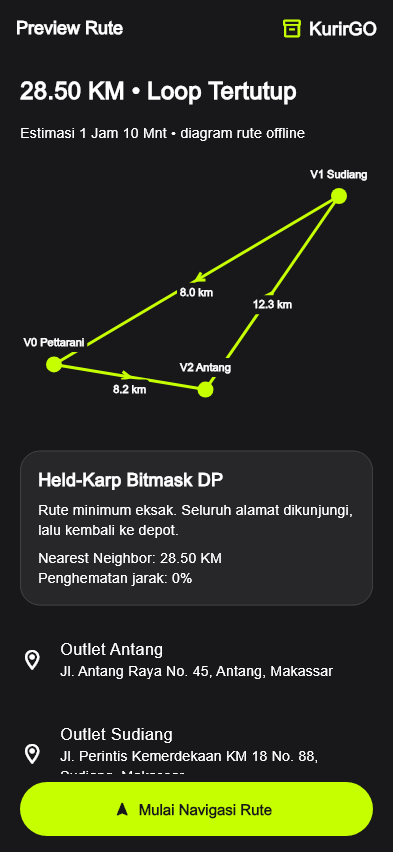 Preview Rute
KurirGO
28.50 KM • Loop Tertutup
Estimasi 1 Jam 10 Mnt • diagram rute offline
V1 Sudiang
8.0 km
12.3 km
V0 Pettarani
V2 Antang
8.2 km
Held-Karp Bitmask DP
Rute minimum eksak. Seluruh alamat dikunjungi,
lalu kembali ke depot.
Nearest Neighbor: 28.50 KM
Penghematan jarak: 0%
Outlet Antang
Jl. Antang Raya No. 45, Antang, Makassar
Outlet Sudiang
Jl. Perintis Kemerdekaan KM 18 No. 88,
Sudiang, Makassar
Mulai Navigasi Rute